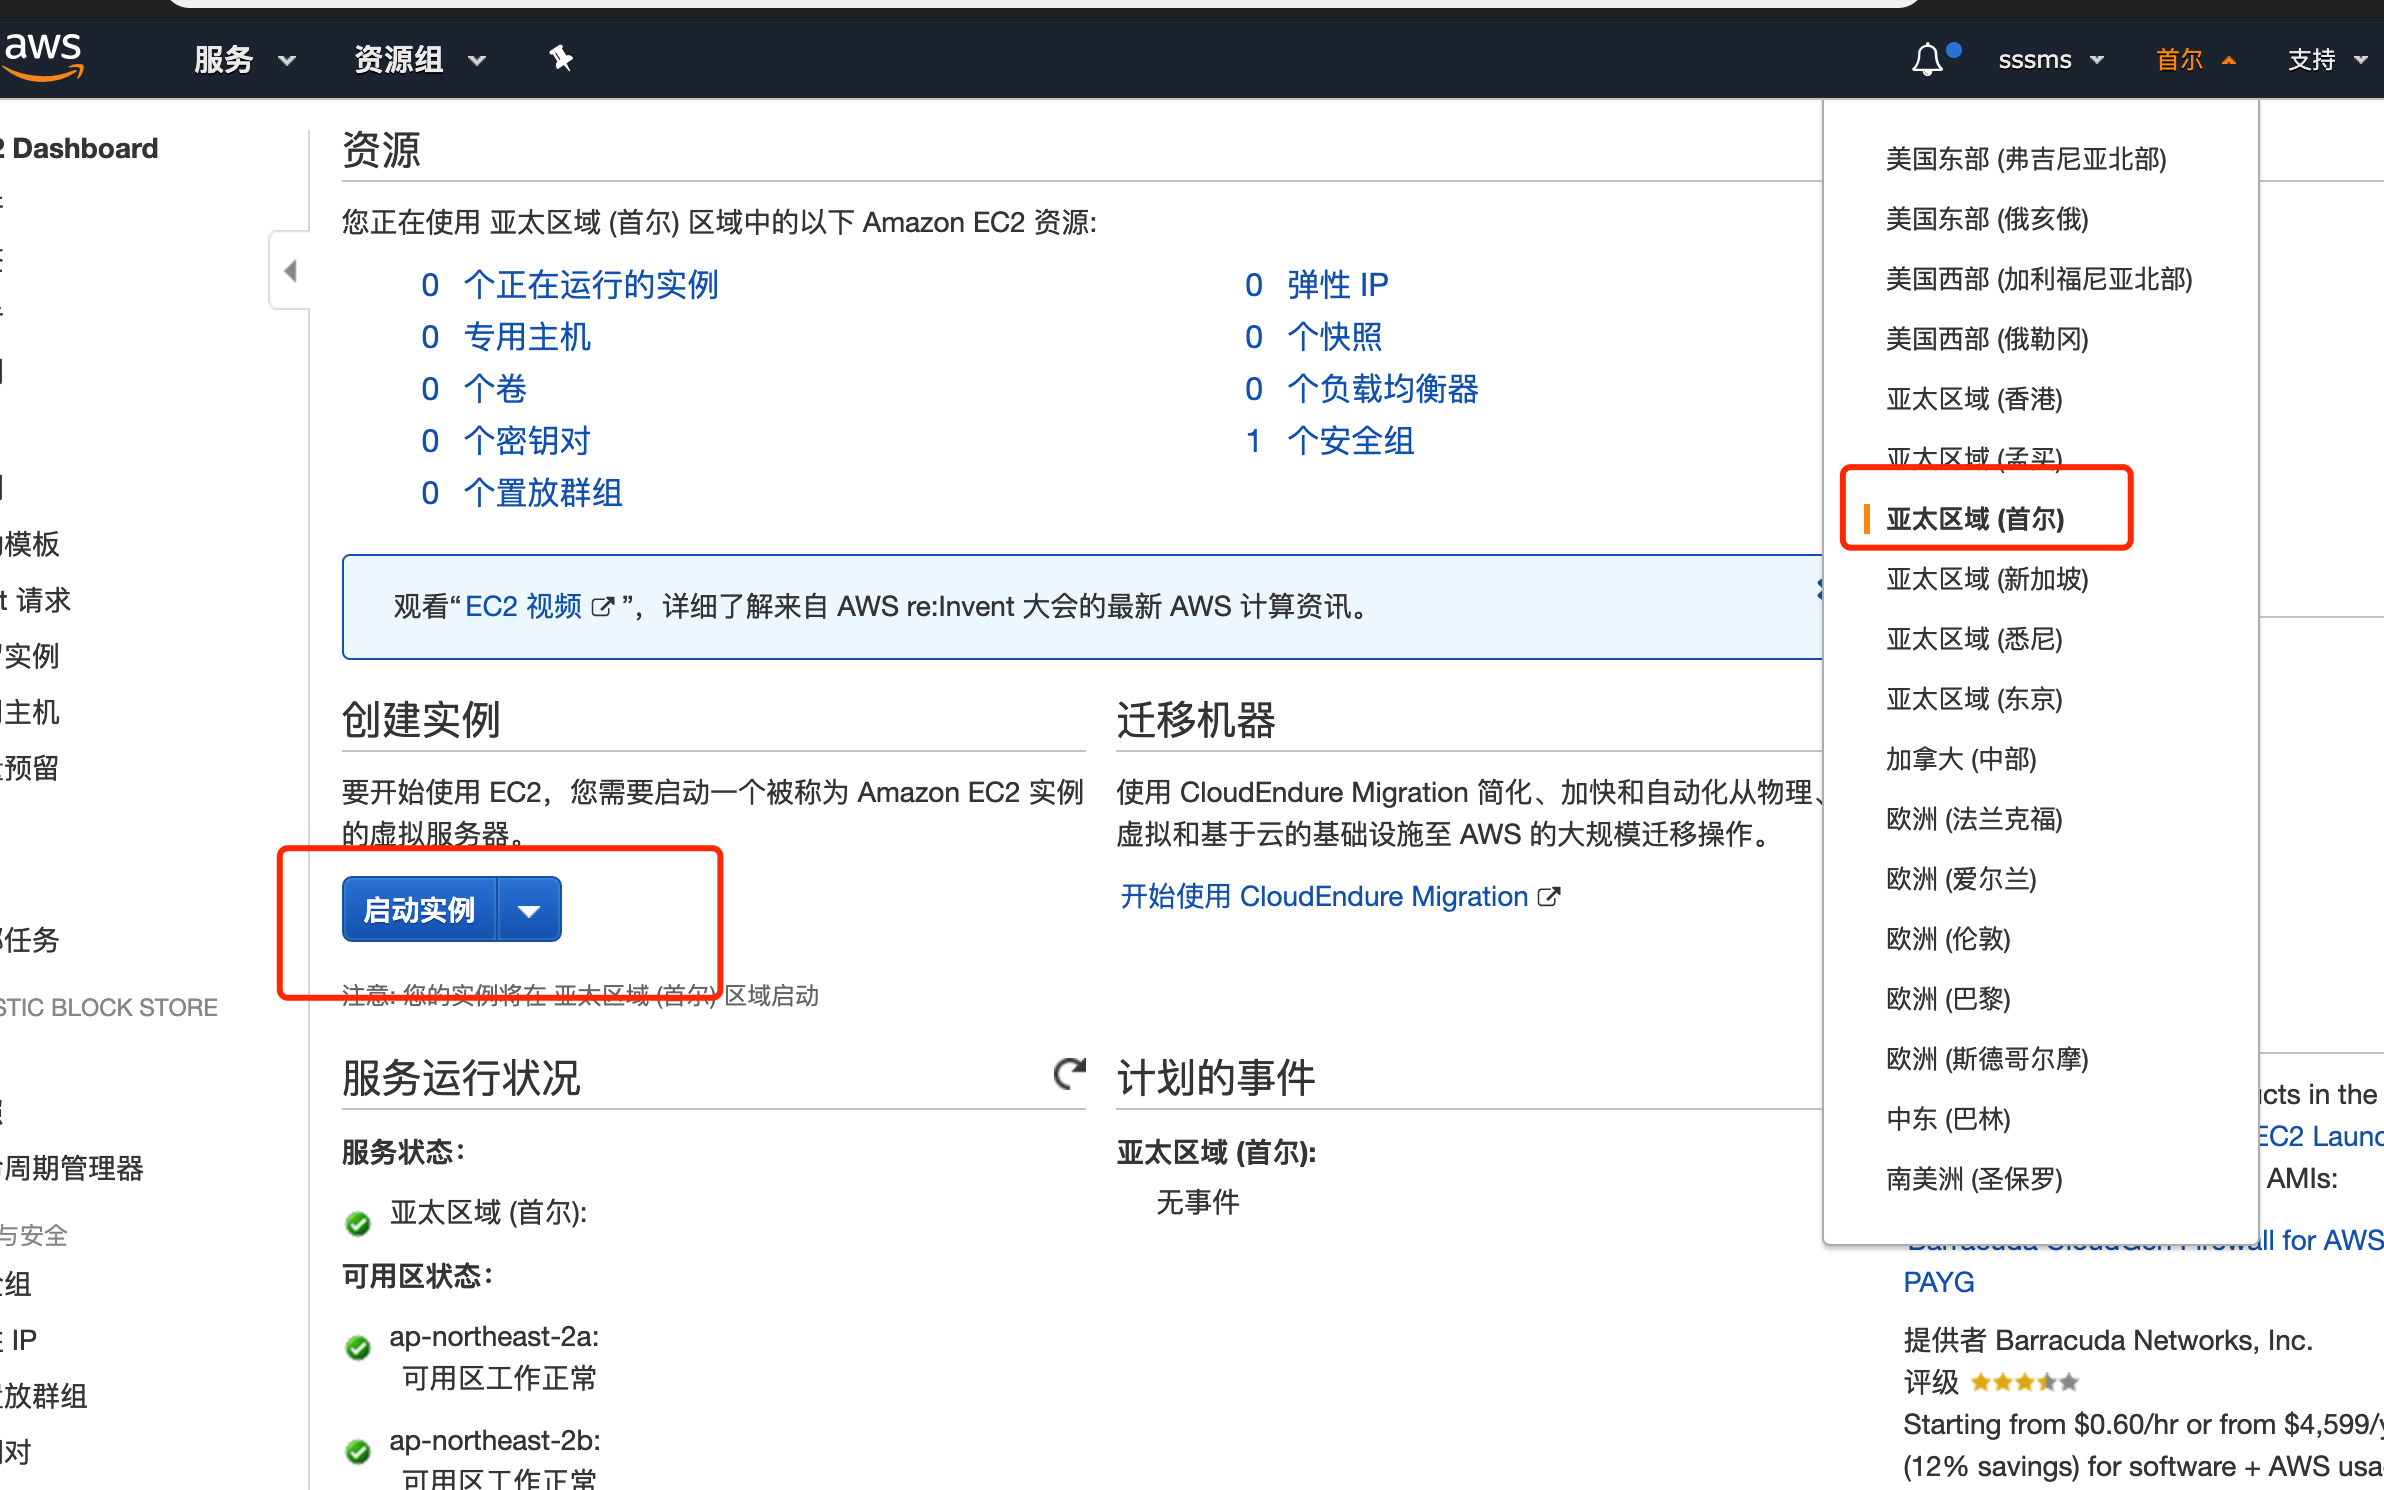 aws
服务
资源组
sssms
首尔
支持
Dashboard
模板
t 请求
实例
主机
预留
任务
STIC BLOCK STORE
周期管理器
与安全
组
IP
放群组
对
资源
您正在使用 亚太区域 (首尔) 区域中的以下 Amazon EC2 资源:
0 个正在运行的实例
0 专用主机
0 个卷
0 个密钥对
0 个置放群组
0 弹性 IP
0 个快照
0 个负载均衡器
1 个安全组
观看“EC2 视频 ”，详细了解来自 AWS re:Invent 大会的最新 AWS 计算资讯。
创建实例
要开始使用 EC2，您需要启动一个被称为 Amazon EC2 实例
的虚拟服务器。
启动实例
注意: 您的实例将在 亚太区域 (首尔) 区域启动
迁移机器
使用 CloudEndure Migration 简化、加快和自动化从物理、
虚拟和基于云的基础设施至 AWS 的大规模迁移操作。
开始使用 CloudEndure Migration
服务运行状况
服务状态：
亚太区域 (首尔):
可用区状态：
ap-northeast-2a:
可用区工作正常
ap-northeast-2b:
可用区工作正常
计划的事件
亚太区域 (首尔):
无事件
美国东部 (弗吉尼亚北部)
美国东部 (俄亥俄)
美国西部 (加利福尼亚北部)
美国西部 (俄勒冈)
亚太区域 (香港)
亚太区域 (孟买)
亚太区域 (首尔)
亚太区域 (新加坡)
亚太区域 (悉尼)
亚太区域 (东京)
加拿大 (中部)
欧洲 (法兰克福)
欧洲 (爱尔兰)
欧洲 (伦敦)
欧洲 (巴黎)
欧洲 (斯德哥尔摩)
中东 (巴林)
南美洲 (圣保罗)
cts in the
EC2 Launc
AMIs:
Barracuda CloudGen Firewall for AWS
PAYG
提供者 Barracuda Networks, Inc.
评级
Starting from $0.60/hr or from $4,599/y
(12% savings) for software + AWS usa